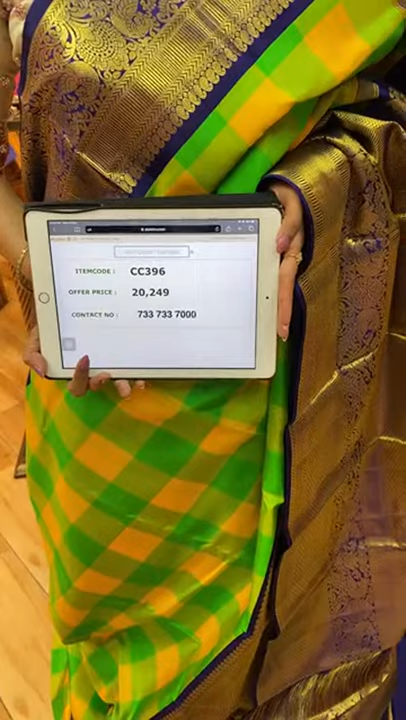 ITEMCODE : CC396
OFFER PRICE : 20,249
CONTACT NO : 733 733 7000